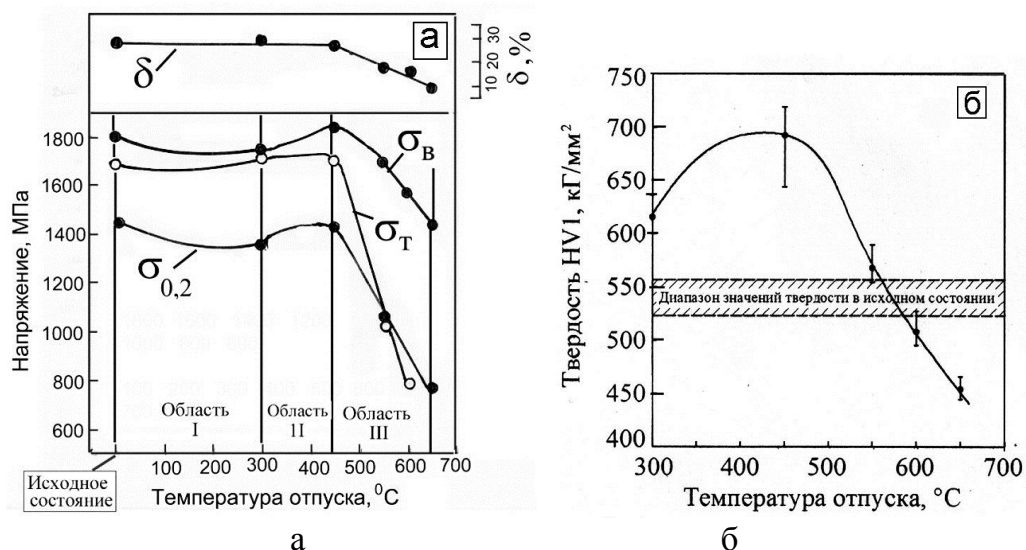 а
δ
30
20
10
δ,%
1800
1600
1400
1200
1000
800
600
Напряжение, МПа
σВ
σТ
σ0,2
Область
I
Область
II
Область
III
0 100 200 300 400 500 600 700
Исходное
состояние
Температура отпуска, ⁰С
а
б
750
700
650
600
550
500
450
400
Твердость HV1, кГ/мм²
Диапазон значений твердости в исходном состоянии
300 400 500 600 700
Температура отпуска, °С
б